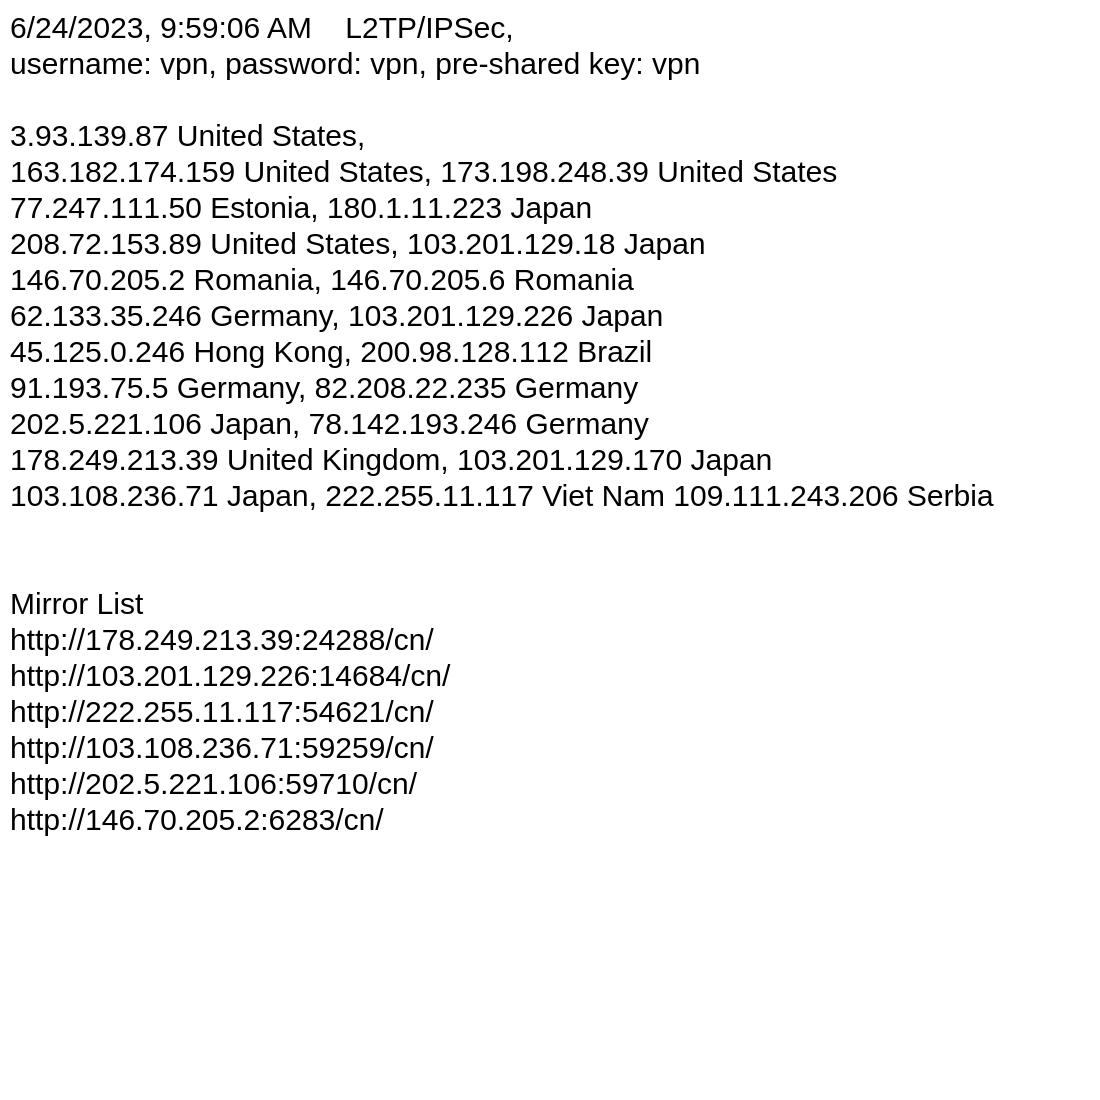 6/24/2023, 9:59:06 AM    L2TP/IPSec,
username: vpn, password: vpn, pre-shared key: vpn
3.93.139.87 United States,
163.182.174.159 United States, 173.198.248.39 United States
77.247.111.50 Estonia, 180.1.11.223 Japan
208.72.153.89 United States, 103.201.129.18 Japan
146.70.205.2 Romania, 146.70.205.6 Romania
62.133.35.246 Germany, 103.201.129.226 Japan
45.125.0.246 Hong Kong, 200.98.128.112 Brazil
91.193.75.5 Germany, 82.208.22.235 Germany
202.5.221.106 Japan, 78.142.193.246 Germany
178.249.213.39 United Kingdom, 103.201.129.170 Japan
103.108.236.71 Japan, 222.255.11.117 Viet Nam 109.111.243.206 Serbia
Mirror List
http://178.249.213.39:24288/cn/
http://103.201.129.226:14684/cn/
http://222.255.11.117:54621/cn/
http://103.108.236.71:59259/cn/
http://202.5.221.106:59710/cn/
http://146.70.205.2:6283/cn/